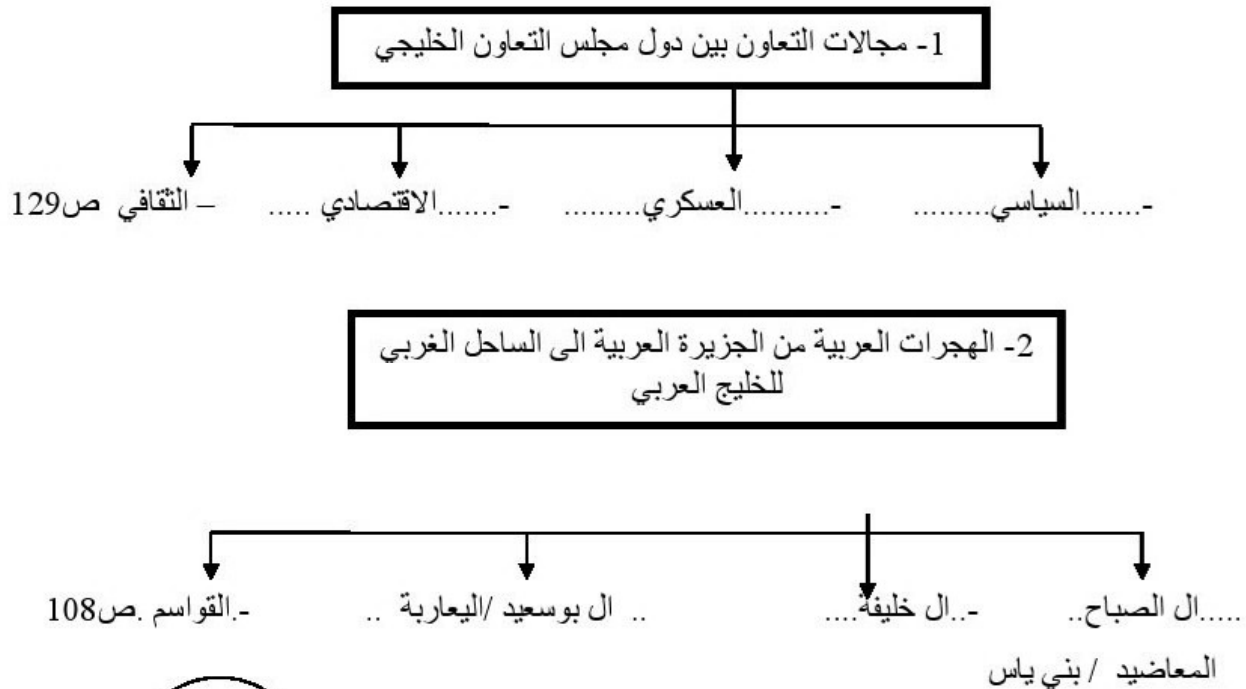 1- مجالات التعاون بين دول مجلس التعاون الخليجي
-.......السياسي......... -..........العسكري......... -.......الاقتصادي ..... – الثقافي ص129
2- الهجرات العربية من الجزيرة العربية الى الساحل الغربي
للخليج العربي
.....ال الصباح.. -..ال خليفة.... .. ال بوسعيد /اليعاربة .. -.القواسم .ص108
المعاضيد / بني ياس